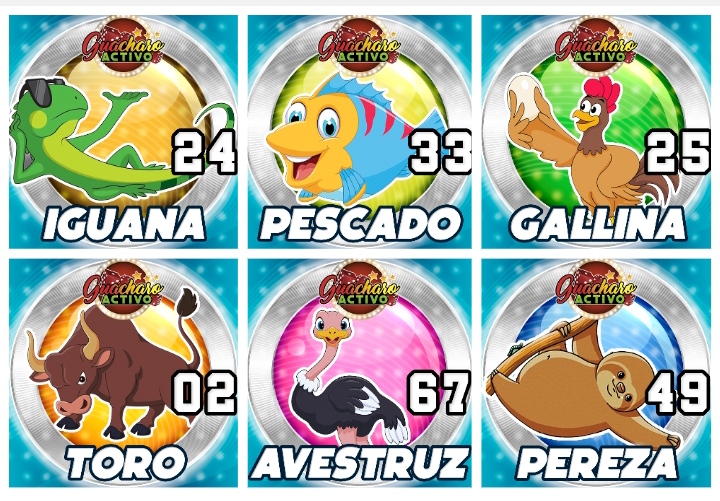 Guácharo
ACTIVO
24
IGUANA
Guácharo
ACTIVO
33
PESCADO
Guácharo
ACTIVO
25
GALLINA
Guácharo
ACTIVO
02
TORO
Guácharo
ACTIVO
67
AVESTRUZ
Guácharo
ACTIVO
49
PEREZA